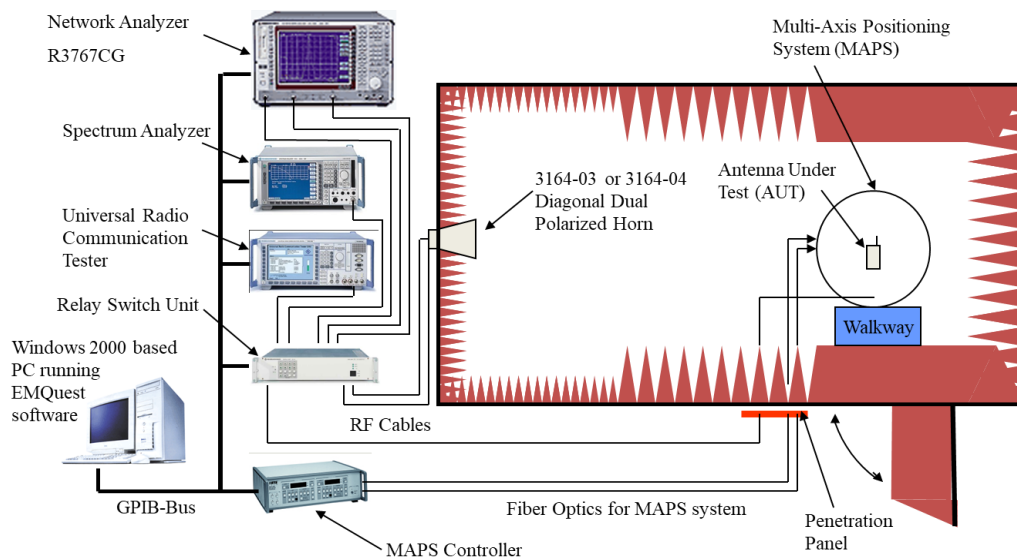 Network Analyzer
R3767CG
Spectrum Analyzer
Universal Radio
Communication
Tester
Relay Switch Unit
Windows 2000 based
PC running
EMQuest
software
GPIB-Bus
MAPS Controller
RF Cables
Fiber Optics for MAPS system
3164-03 or 3164-04
Diagonal Dual
Polarized Horn
Multi-Axis Positioning
System (MAPS)
Antenna Under
Test (AUT)
Walkway
Penetration
Panel